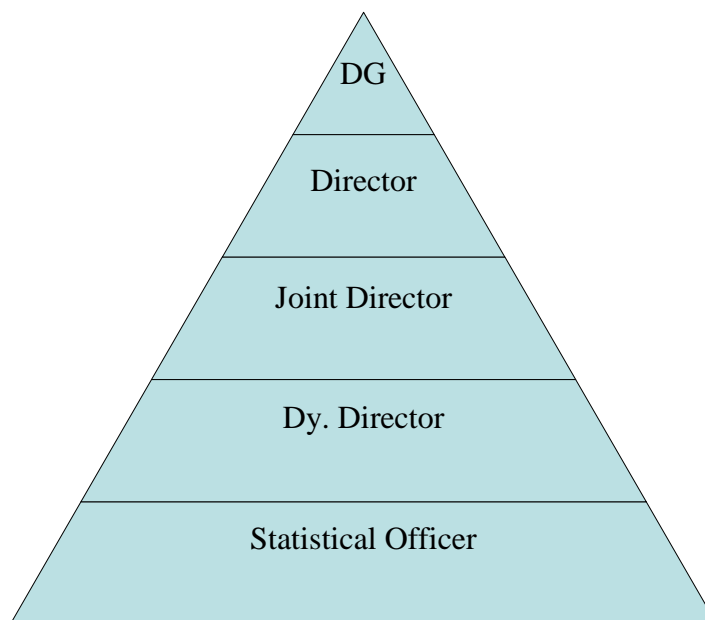 DG
Director
Joint Director
Dy. Director
Statistical Officer